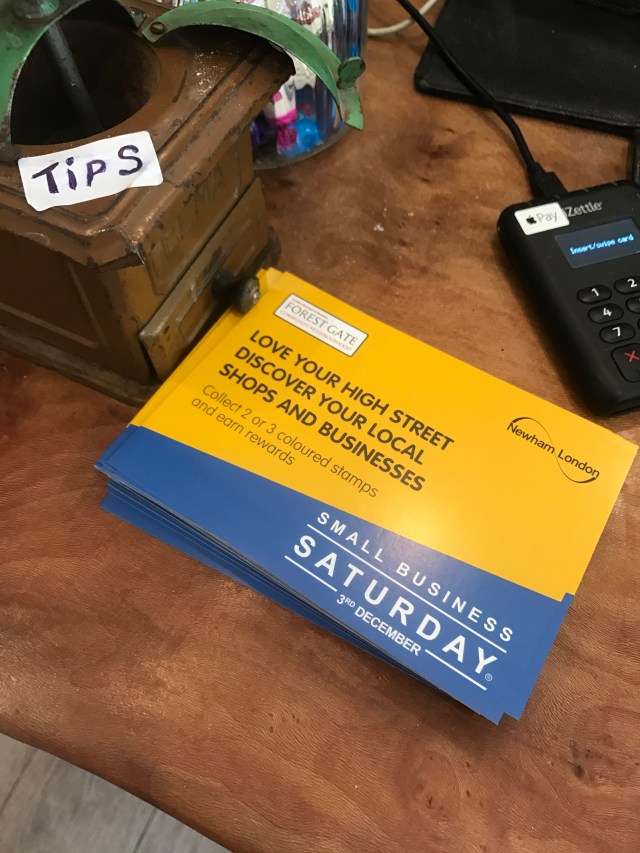 TiPS
Pay
Zettle
Insert/swipe card
1
2
4
7
FOREST GATE
LOVE YOUR HIGH STREET
DISCOVER YOUR LOCAL
SHOPS AND BUSINESSES
Collect 2 or 3 coloured stamps
and earn rewards
Newham London
SMALL BUSINESS
SATURDAY®
3RD DECEMBER